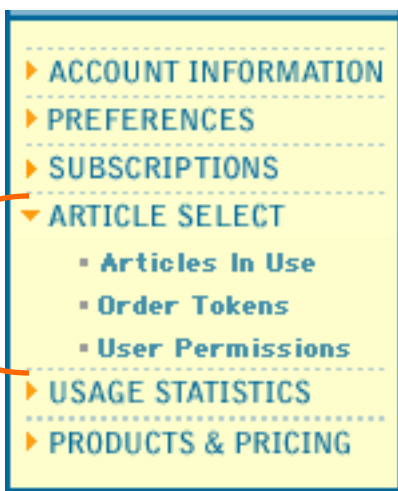 ACCOUNT INFORMATION
PREFERENCES
SUBSCRIPTIONS
ARTICLE SELECT
Articles In Use
Order Tokens
User Permissions
USAGE STATISTICS
PRODUCTS & PRICING